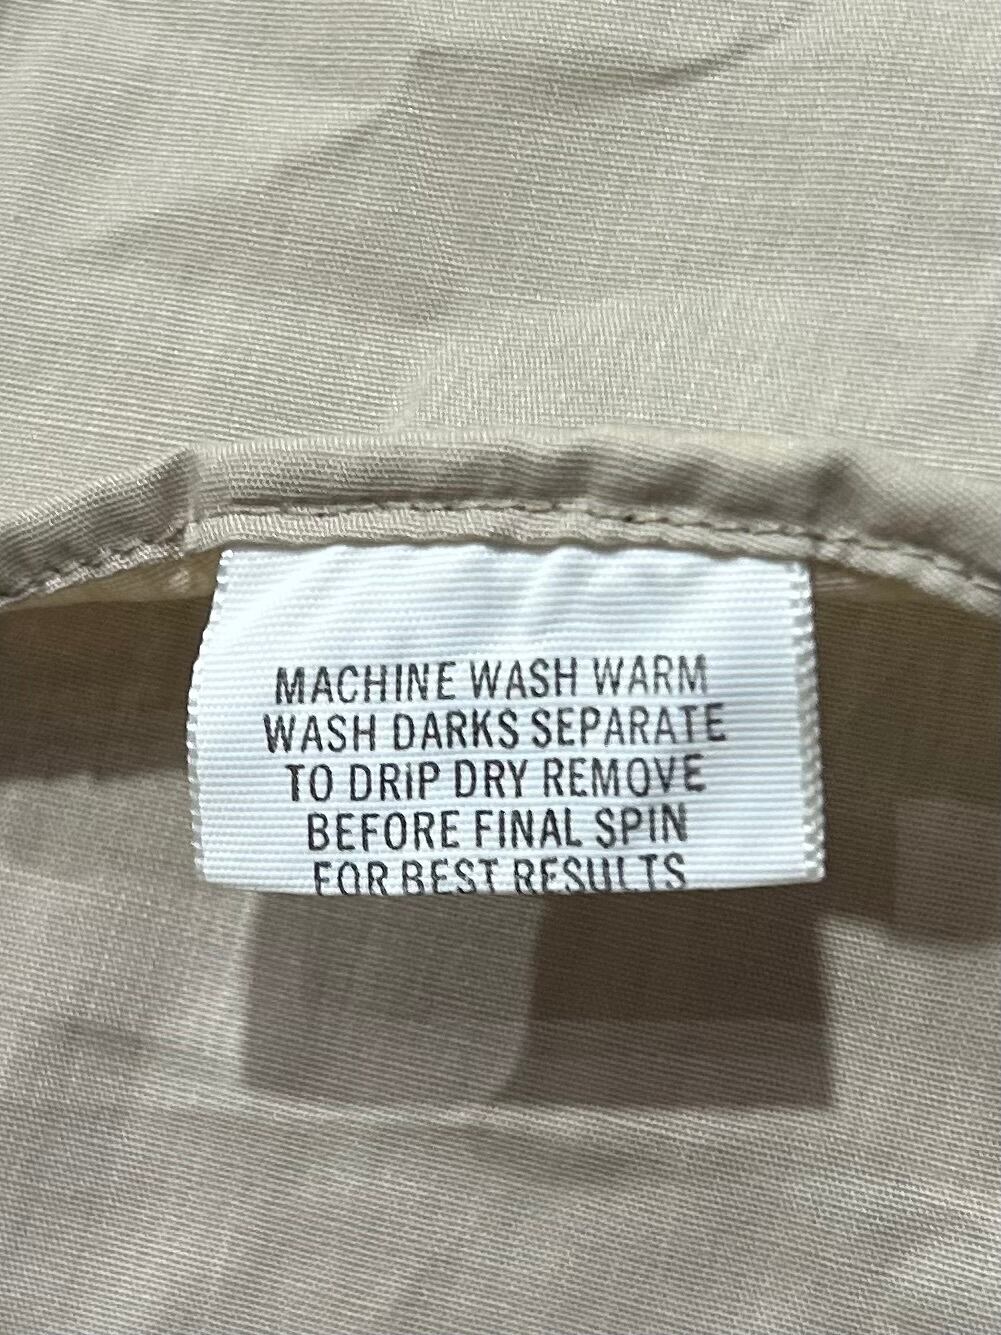 MACHINE WASH WARM
WASH DARKS SEPARATE
TO DRIP DRY REMOVE
BEFORE FINAL SPIN
FOR BEST RESULTS